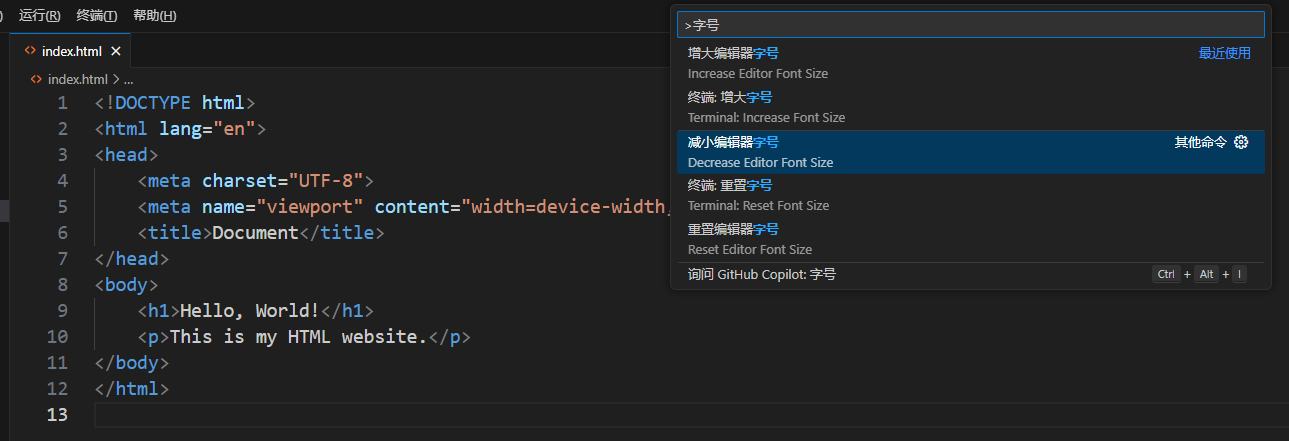 ) 运行(R) 终端(T) 帮助(H)
index.html
index.html > ...
1 <!DOCTYPE html>
2 <html lang="en">
3 <head>
4     <meta charset="UTF-8">
5     <meta name="viewport" content="width=device-width,
6     <title>Document</title>
7 </head>
8 <body>
9     <h1>Hello, World!</h1>
10     <p>This is my HTML website.</p>
11 </body>
12 </html>
13
>字号
增大编辑器字号 最近使用
Increase Editor Font Size
终端: 增大字号
Terminal: Increase Font Size
减小编辑器字号 其他命令
Decrease Editor Font Size
终端: 重置字号
Terminal: Reset Font Size
重置编辑器字号
Reset Editor Font Size
询问 GitHub Copilot: 字号 Ctrl + Alt + I